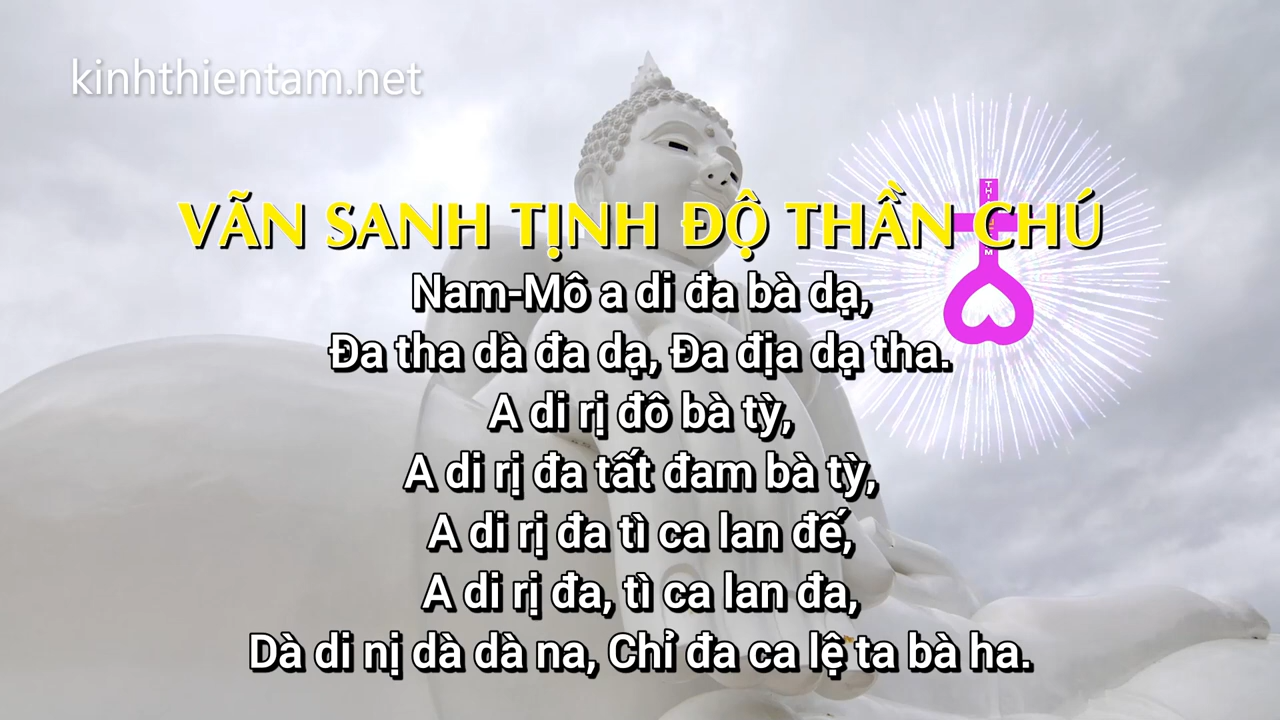 kinhthientam.net
VÃN SANH TỊNH ĐỘ THẦN CHÚ
Nam-Mô a di đa bà dạ,
Đa tha dà đa dạ, Đa địa dạ tha.
A di rị đô bà tỳ,
A di rị đa tất đam bà tỳ,
A di rị đa tì ca lan đế,
A di rị đa, tì ca lan đa,
Dà di nị dà dà na, Chỉ đa ca lệ ta bà ha.